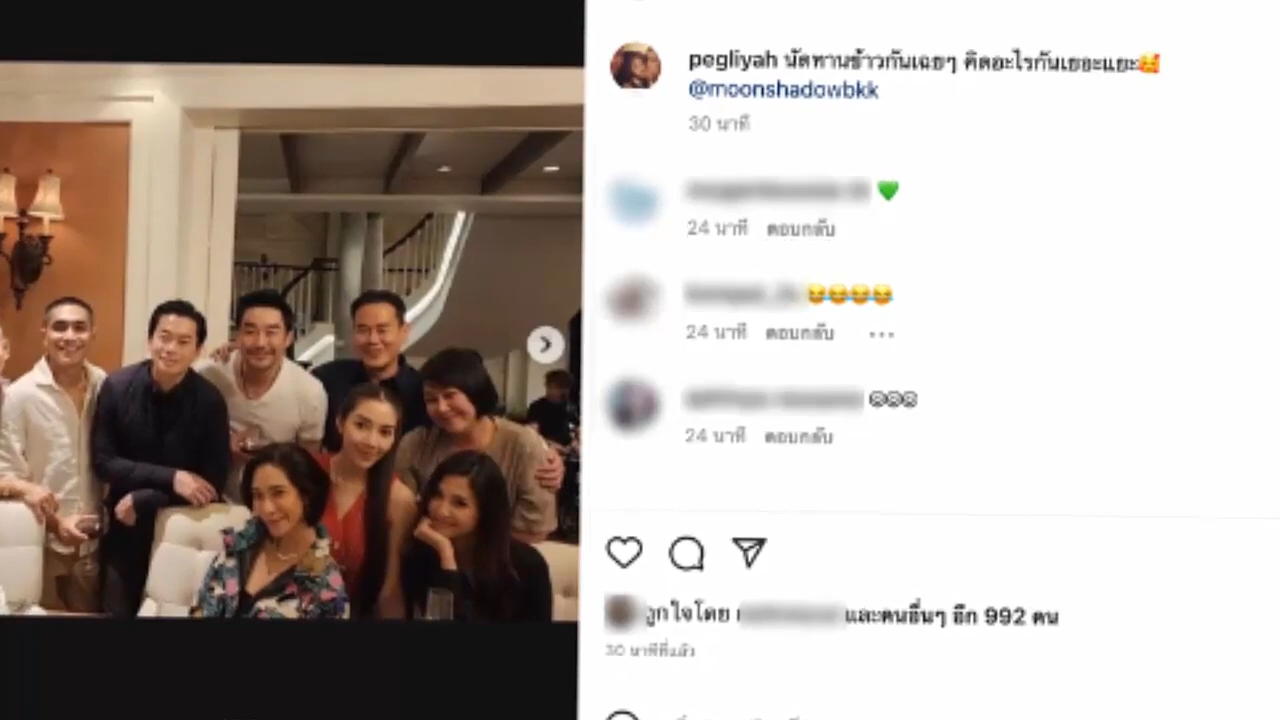 pegliyah นัดทานข้าวกันเฉยๆ คิดอะไรกันเยอะแยะ🥰
@moonshadowbkk
30 นาที
💚
24 นาที ตอบกลับ
😆😆😆😆
24 นาที ตอบกลับ ...
24 นาที ตอบกลับ
ถูกใจโดย และคนอื่นๆ อีก 992 คน
30 นาทีที่แล้ว